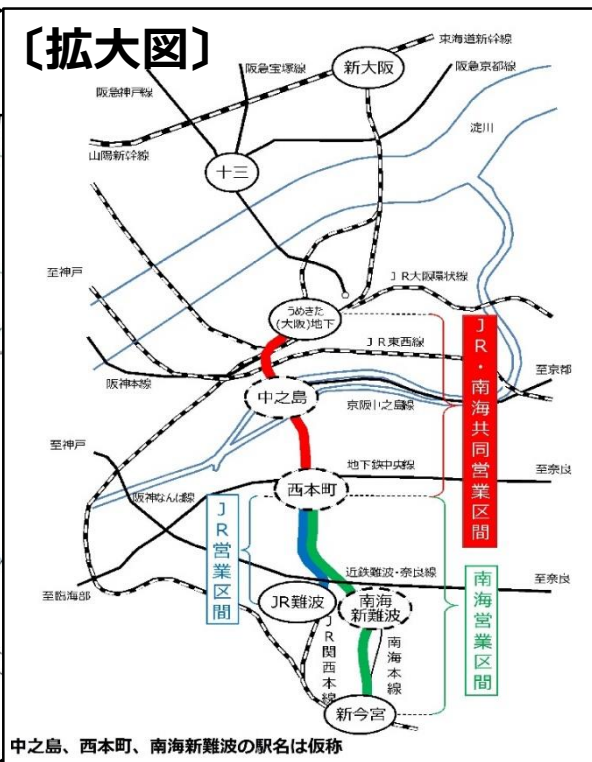 〔拡大図〕
東海道新幹線
新大阪
阪急宝塚線
阪急京都線
阪急神戸線
淀川
山陽新幹線
十三
至神戸
JR大阪環状線
うめきた
(大阪)地下
JR東西線
阪神本線
至京都
中之島
京阪中之島線
JR・南海共同営業区間
至神戸
地下鉄中央線
至奈良
西本町
阪神なんば線
JR営業区間
近鉄難波・奈良線
至奈良
至臨海部
JR難波
南海
新難波
南海営業区間
JR関西本線
南海本線
新今宮
中之島、西本町、南海新難波の駅名は仮称